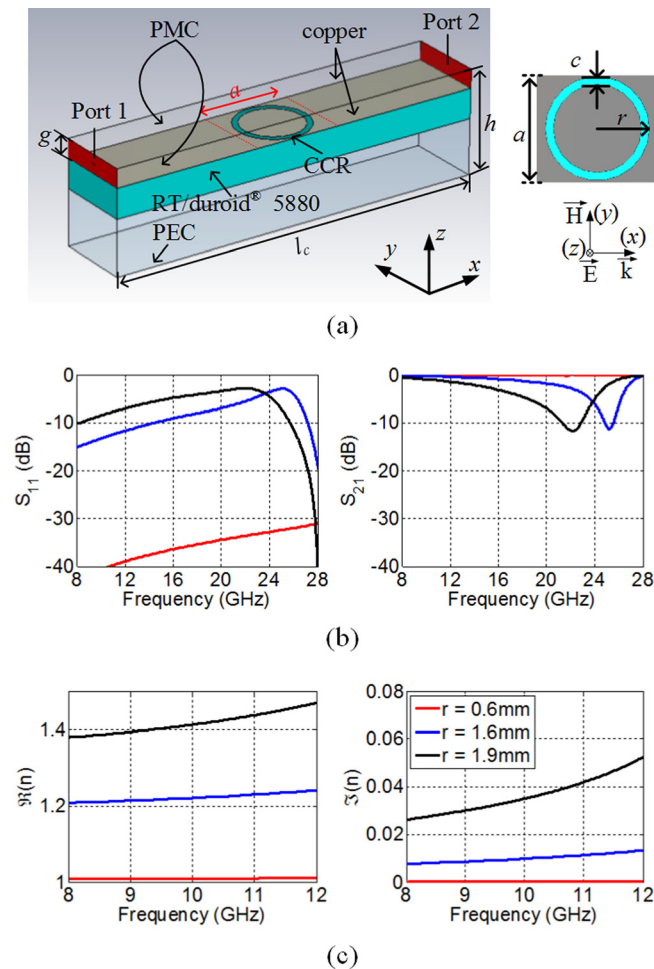 PMC
copper
Port 2
Port 1
a
g
h
CCR
RT/duroid® 5880
PEC
l_c
y
z
x
c
r
a
H (y)
(z) (x)
E k
(a)
S11 (dB)
0
-10
-20
-30
-40
8 12 16 20 24 28
Frequency (GHz)
S21 (dB)
0
-10
-20
-30
-40
8 12 16 20 24 28
Frequency (GHz)
(b)
ℜ(n)
1.4
1.2
1
8 9 10 11 12
Frequency (GHz)
ℑ(n)
0.08
0.06
0.04
0.02
0
r = 0.6mm
r = 1.6mm
r = 1.9mm
8 9 10 11 12
Frequency (GHz)
(c)